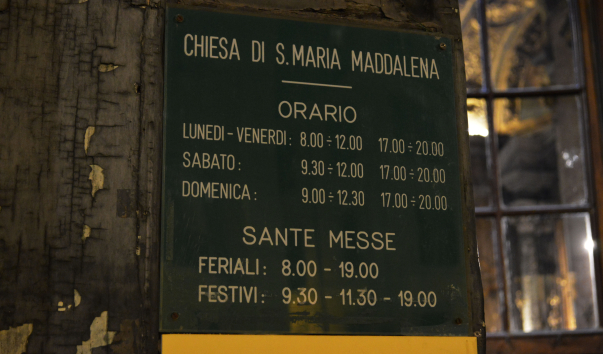 CHIESA DI S. MARIA MADDALENA
ORARIO
LUNEDI - VENERDI : 8.00 ÷ 12.00 17.00 ÷ 20.00
SABATO : 9.30 ÷ 12.00 17.00 ÷ 20.00
DOMENICA : 9.00 ÷ 12.30 17.00 ÷ 20.00
SANTE MESSE
FERIALI : 8.00 - 19.00
FESTIVI : 9.30 - 11.30 - 19.00